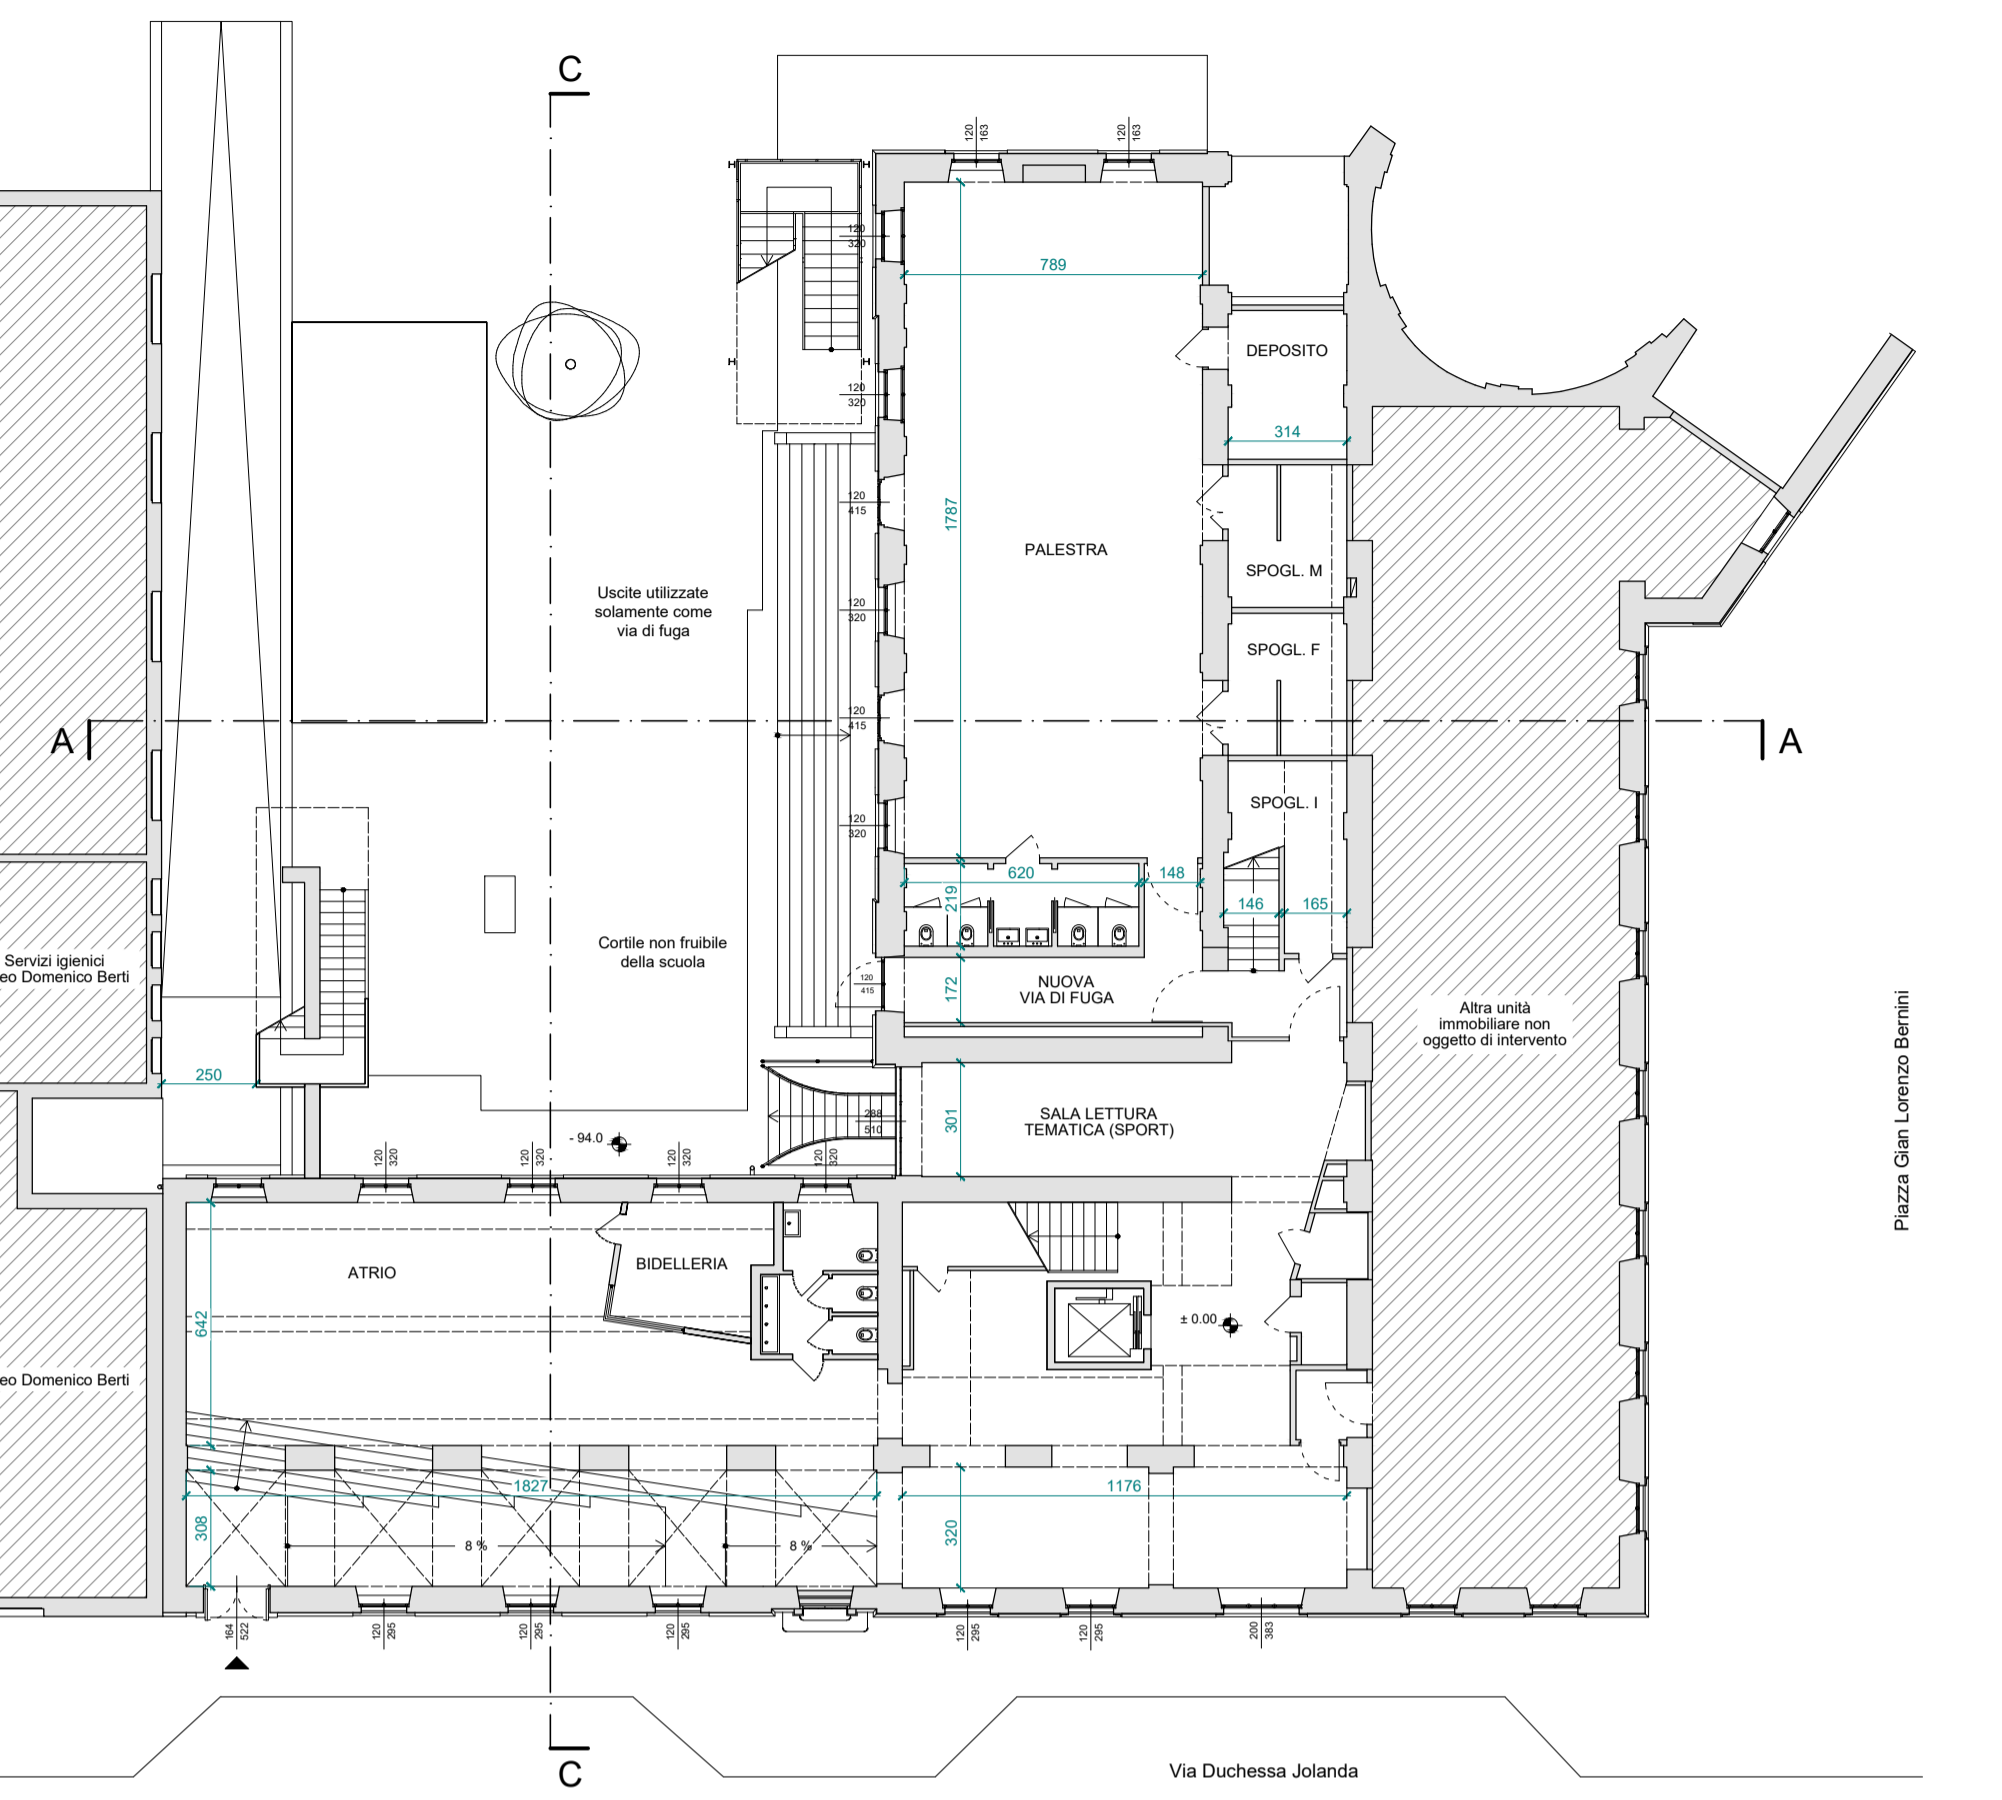 C
120
163
120
163
120
320
789
DEPOSITO
120
320
314
120
415
1787
PALESTRA
SPOGL. M
Uscite utilizzate
solamente come
via di fuga
120
320
SPOGL. F
A
120
415
A
SPOGL. I
120
320
620
148
219
146
165
Cortile non fruibile
della scuola
Servizi igienici
eo Domenico Berti
120
415
172
NUOVA
VIA DI FUGA
Altra unità
immobiliare non
oggetto di intervento
Piazza Gian Lorenzo Bernini
250
288
510
301
SALA LETTURA
TEMATICA (SPORT)
- 94.0
120
320
120
320
120
320
120
320
ATRIO
BIDELLERIA
642
± 0.00
eo Domenico Berti
1827
1176
308
8 %
8 %
320
164
522
120
295
120
295
120
295
120
295
120
295
200
383
C
Via Duchessa Jolanda